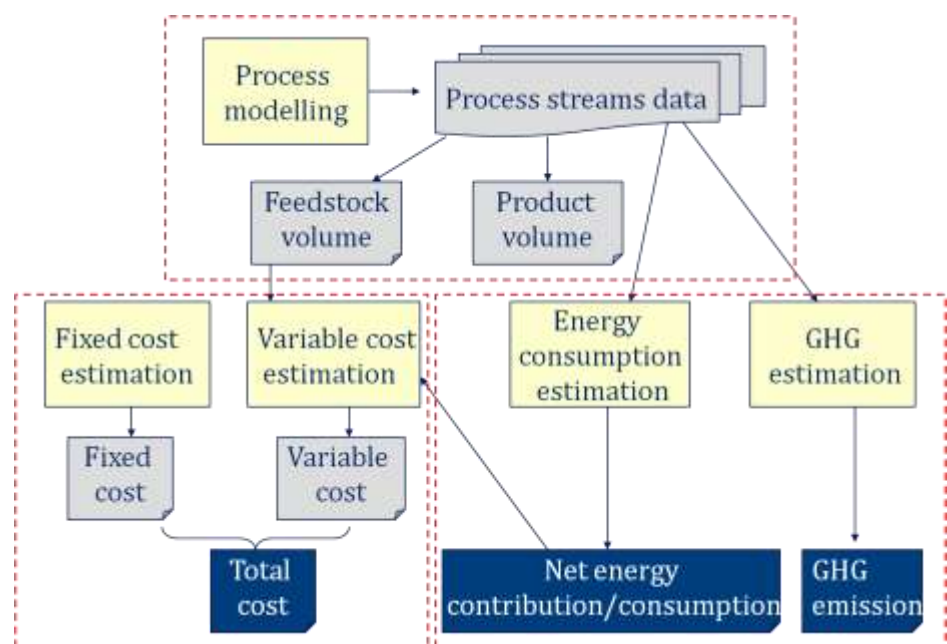 Process
modelling
Process streams data
Feedstock
volume
Product
volume
Fixed cost
estimation
Variable cost
estimation
Energy
consumption
estimation
GHG
estimation
Fixed
cost
Variable
cost
Total
cost
Net energy
contribution/consumption
GHG
emission